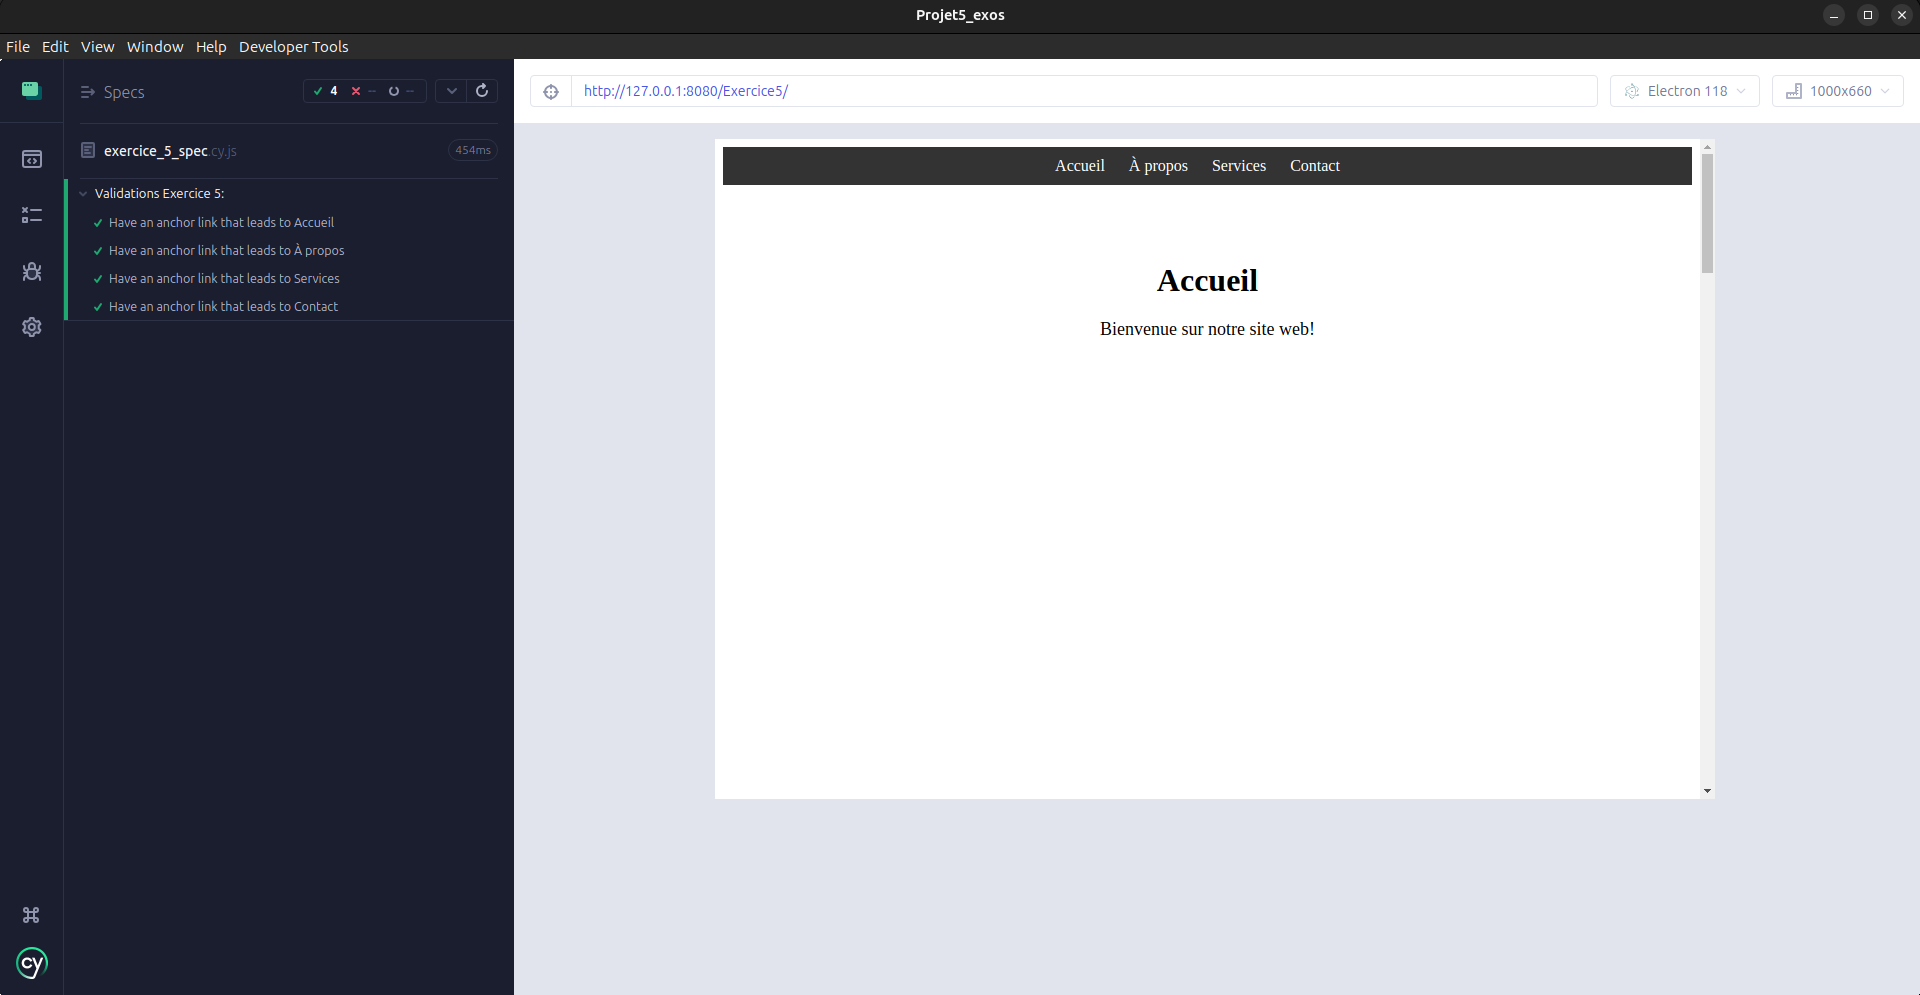 Projet5_exos
File Edit View Window Help Developer Tools
Specs
4 -- --
exercice_5_spec.cy.js 454ms
Validations Exercice 5:
Have an anchor link that leads to Accueil
Have an anchor link that leads to À propos
Have an anchor link that leads to Services
Have an anchor link that leads to Contact
cy
http://127.0.0.1:8080/Exercice5/ Electron 118 1000x660
Accueil À propos Services Contact
Accueil
Bienvenue sur notre site web!